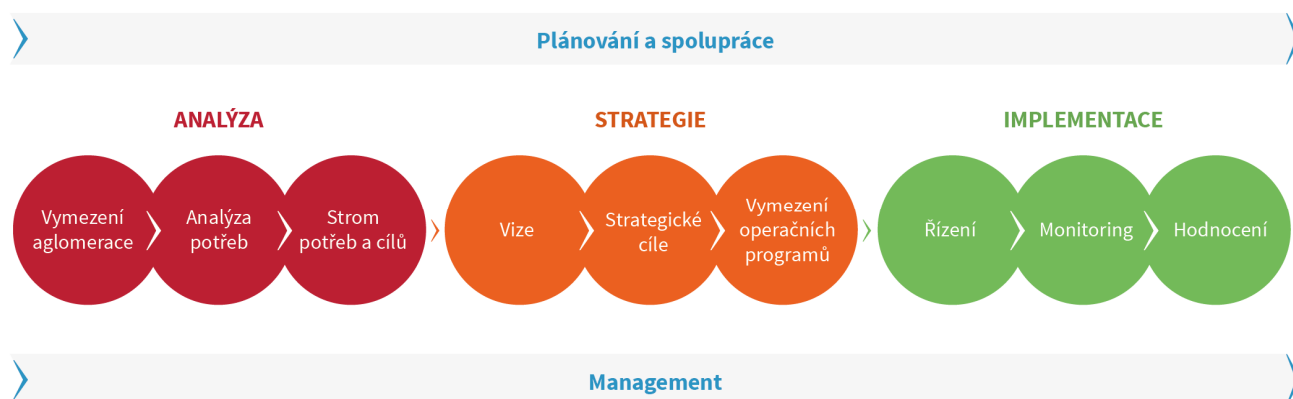 Plánování a spolupráce
ANALÝZA
Vymezení
aglomerace
Analýza
potřeb
Strom
potřeb a cílů
STRATEGIE
Vize
Strategické
cíle
Vymezení
operačních
programů
IMPLEMENTACE
Řízení
Monitoring
Hodnocení
Management